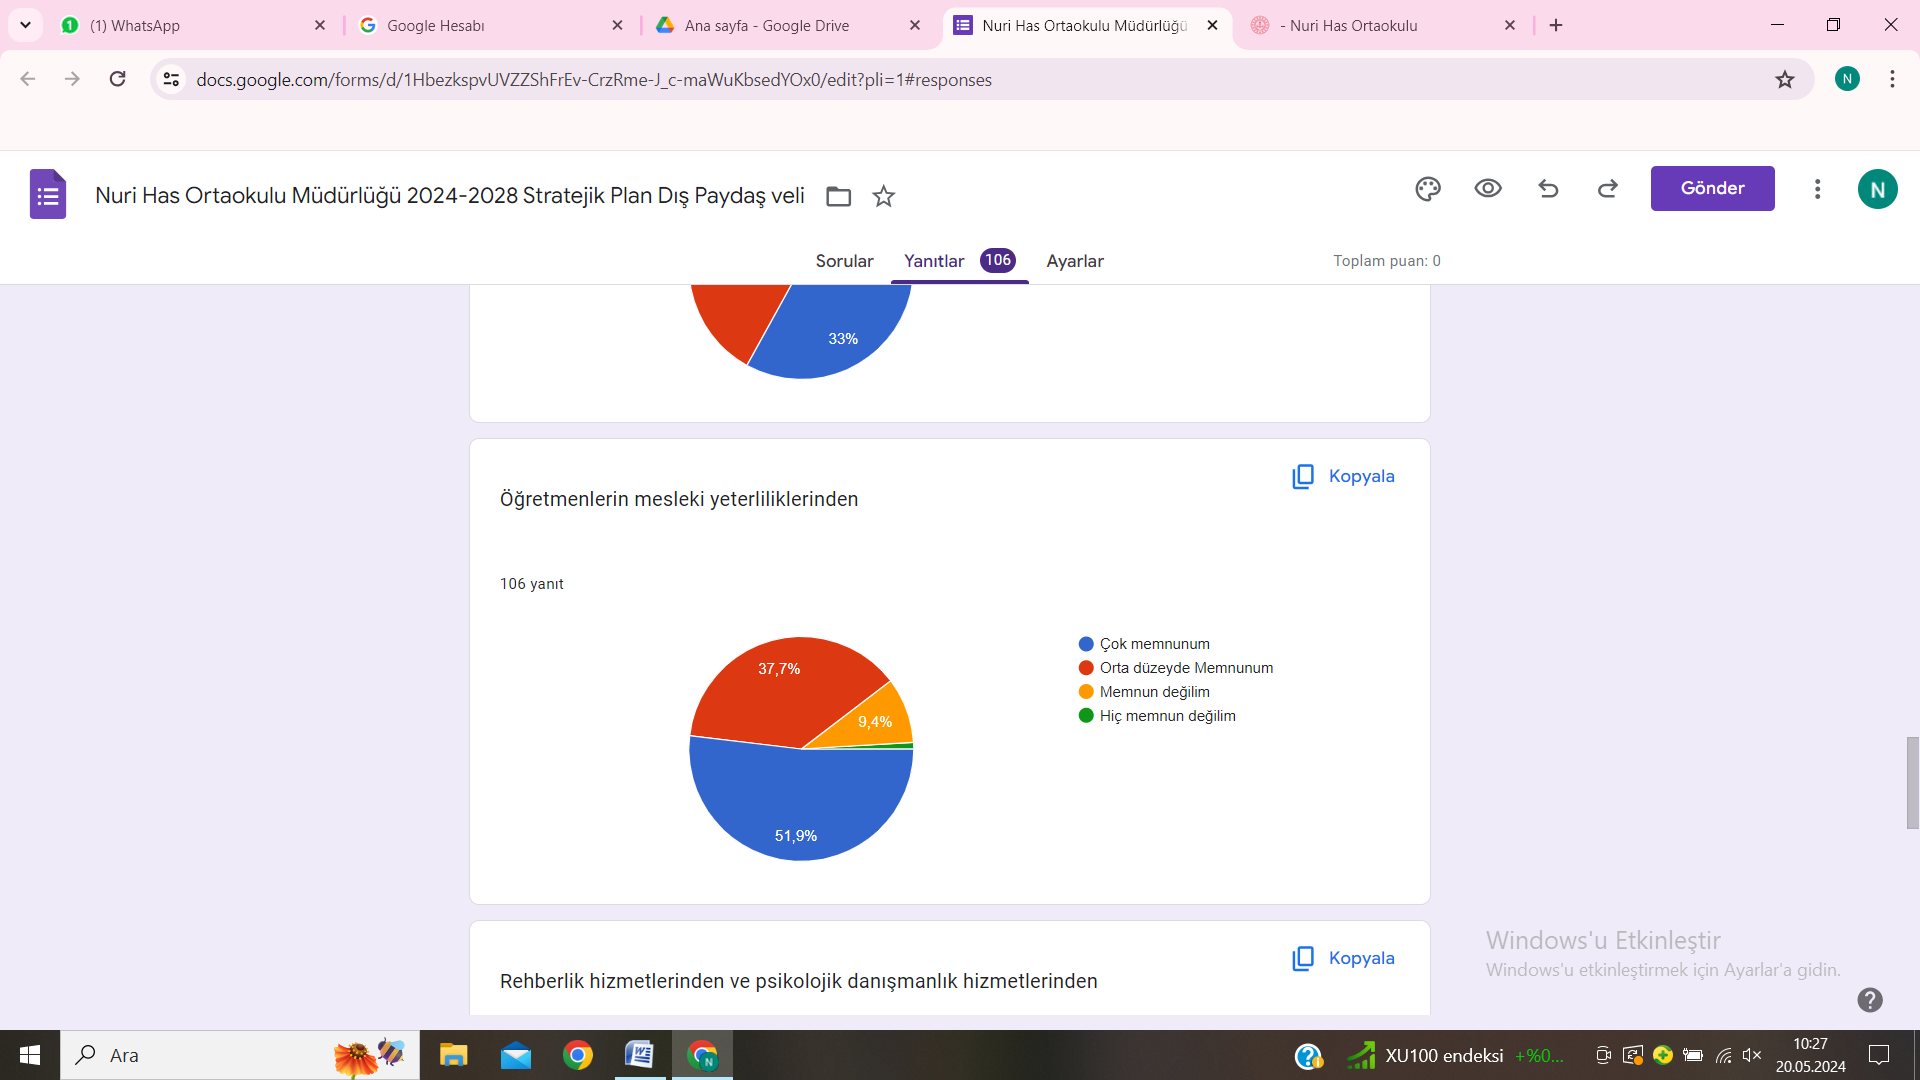 (1) WhatsApp
Google Hesabı
Ana sayfa - Google Drive
Nuri Has Ortaokulu Müdürlüğü
- Nuri Has Ortaokulu
docs.google.com/forms/d/1HbezkspvUVZZShFrEv-CrzRme-J_c-maWuKbsedYOx0/edit?pli=1#responses
N
Nuri Has Ortaokulu Müdürlüğü 2024-2028 Stratejik Plan Dış Paydaş veli
Gönder
N
Sorular
Yanıtlar 106
Ayarlar
Toplam puan: 0
33%
Kopyala
Öğretmenlerin mesleki yeterliliklerinden
106 yanıt
Çok memnunum
Orta düzeyde Memnunum
Memnun değilim
Hiç memnun değilim
37,7%
9,4%
51,9%
Kopyala
Rehberlik hizmetlerinden ve psikolojik danışmanlık hizmetlerinden
Windows'u Etkinleştir
Windows'u etkinleştirmek için Ayarlar'a gidin.
Ara
XU100 endeksi +%0...
10:27
20.05.2024